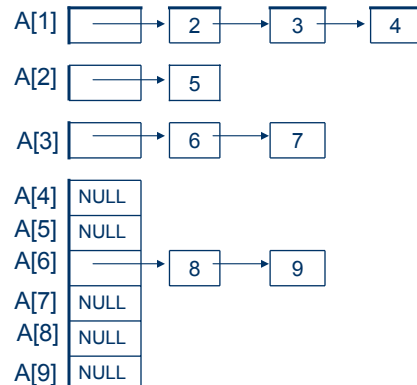 A[1] 2 3 4
A[2] 5
A[3] 6 7
A[4] NULL
A[5] NULL
A[6] 8 9
A[7] NULL
A[8] NULL
A[9] NULL